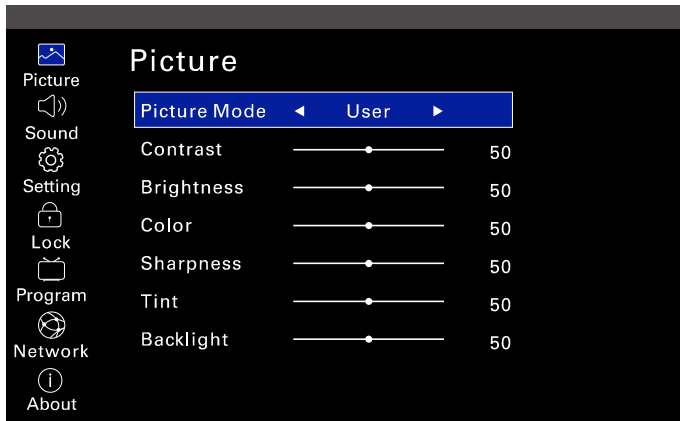 Picture
Sound
Setting
Lock
Program
Network
About
Picture
Picture Mode User
Contrast 50
Brightness 50
Color 50
Sharpness 50
Tint 50
Backlight 50